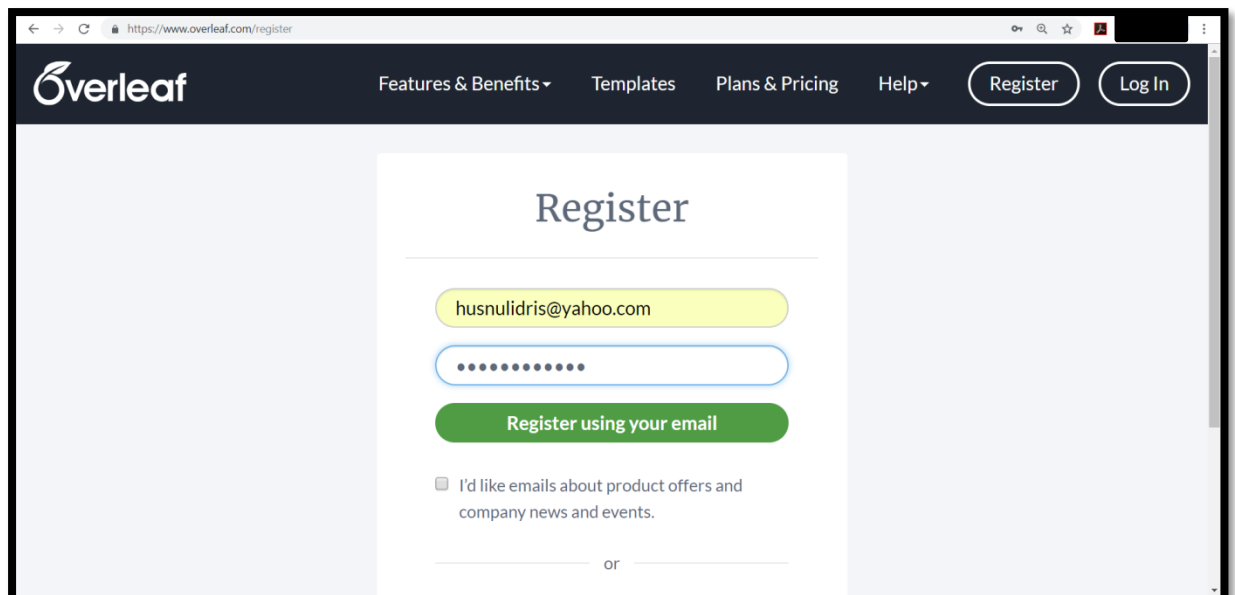 https://www.overleaf.com/register
Overleaf
Features & Benefits
Templates
Plans & Pricing
Help
Register
Log In
Register
husnulidris@yahoo.com
••••••••••••
Register using your email
I'd like emails about product offers and
company news and events.
or